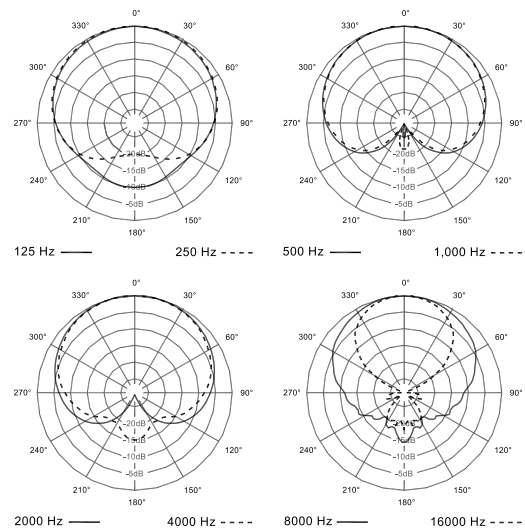 0° 0°
330° 30° 330° 30°
300° 60° 300° 60°
270° 90° 270° 90°
-20dB -20dB
-15dB -15dB
-10dB -10dB
240° 120° 240° 120°
-5dB -5dB
210° 150° 210° 150°
180° 180°
125 Hz 250 Hz 500 Hz 1,000 Hz
0° 0°
330° 30° 330° 30°
300° 60° 300° 60°
270° 90° 270° 90°
-20dB -20dB
-15dB -15dB
-10dB -10dB
240° 120° 240° 120°
-5dB -5dB
210° 150° 210° 150°
180° 180°
2000 Hz 4000 Hz 8000 Hz 16000 Hz